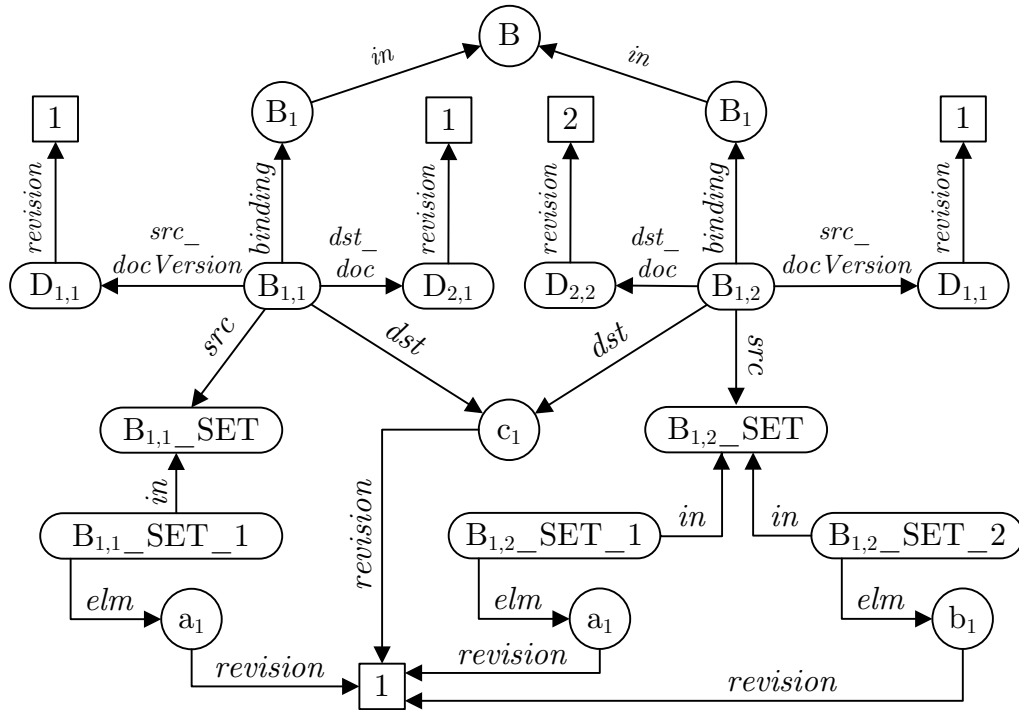 B
in
in
B₁
B₁
1
1
2
1
revision
binding
revision
revision
binding
revision
src_
docVersion
dst_
doc
dst_
doc
src_
docVersion
D₁,₁
B₁,₁
D₂,₁
D₂,₂
B₁,₂
D₁,₁
src
dst
dst
src
B₁,₁_SET
c₁
B₁,₂_SET
in
revision
in
in
B₁,₁_SET_1
B₁,₂_SET_1
B₁,₂_SET_2
elm
elm
elm
a₁
a₁
b₁
revision
revision
revision
1